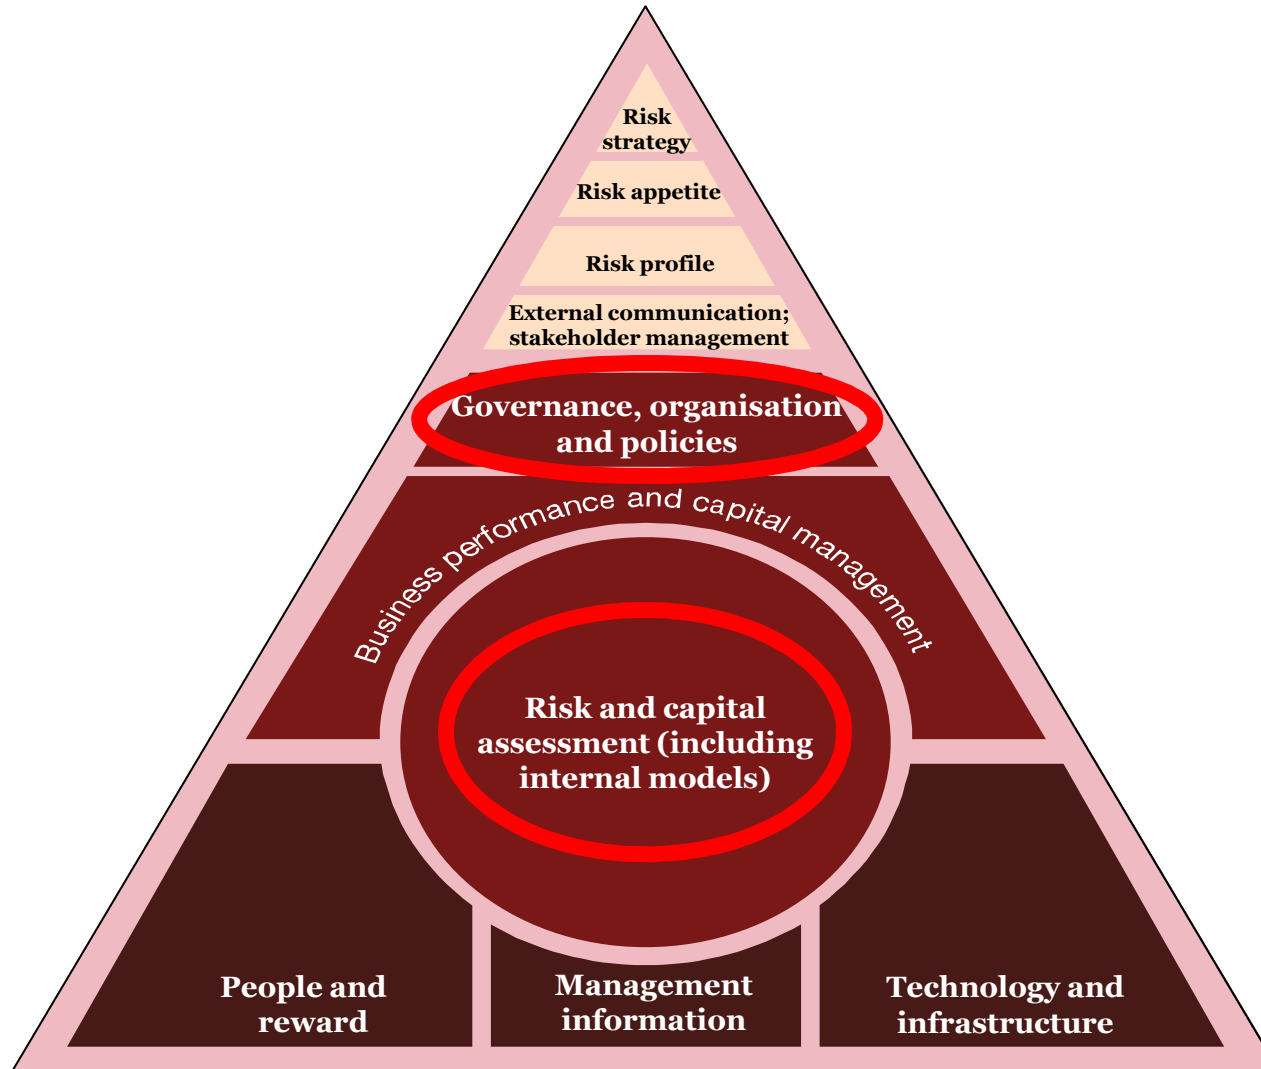 Risk
strategy
Risk appetite
Risk profile
External communication;
stakeholder management
Governance, organisation
and policies
Business performance and capital management
Risk and capital
assessment (including
internal models)
People and
reward
Management
information
Technology and
infrastructure